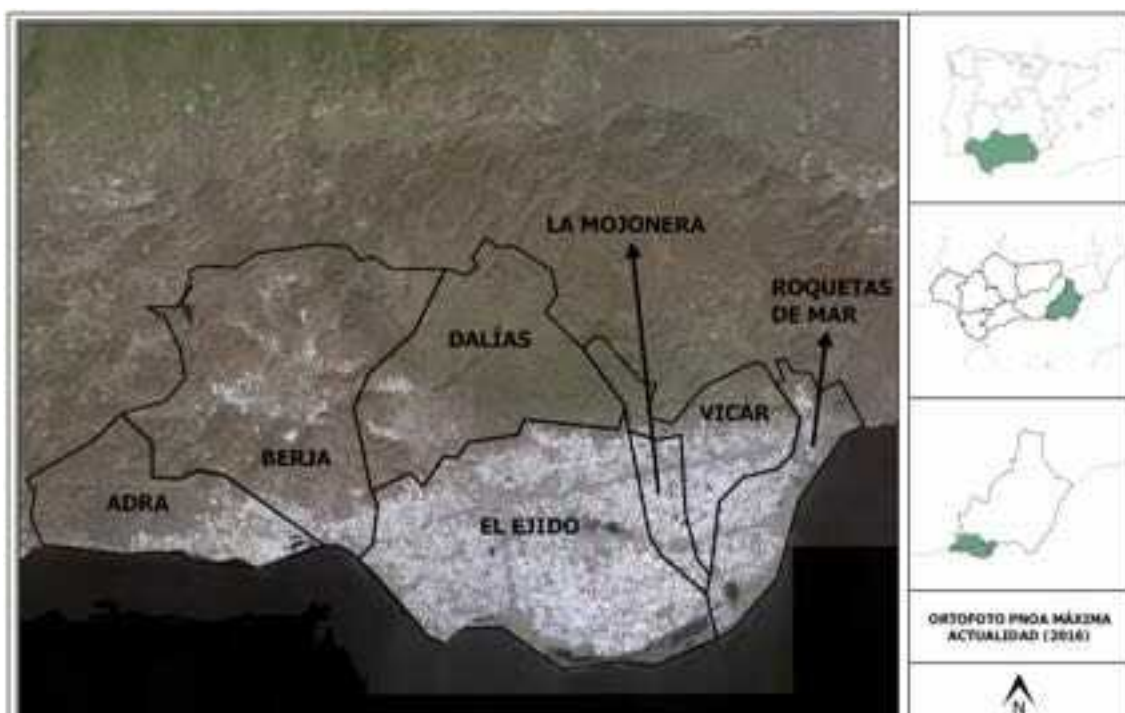 LA MOJONERA
ROQUETAS
DE MAR
DALÍAS
VICAR
BERJA
ADRA
EL EJIDO
ORTOFOTO PNOA MÁXIMA
ACTUALIDAD (2016)
N